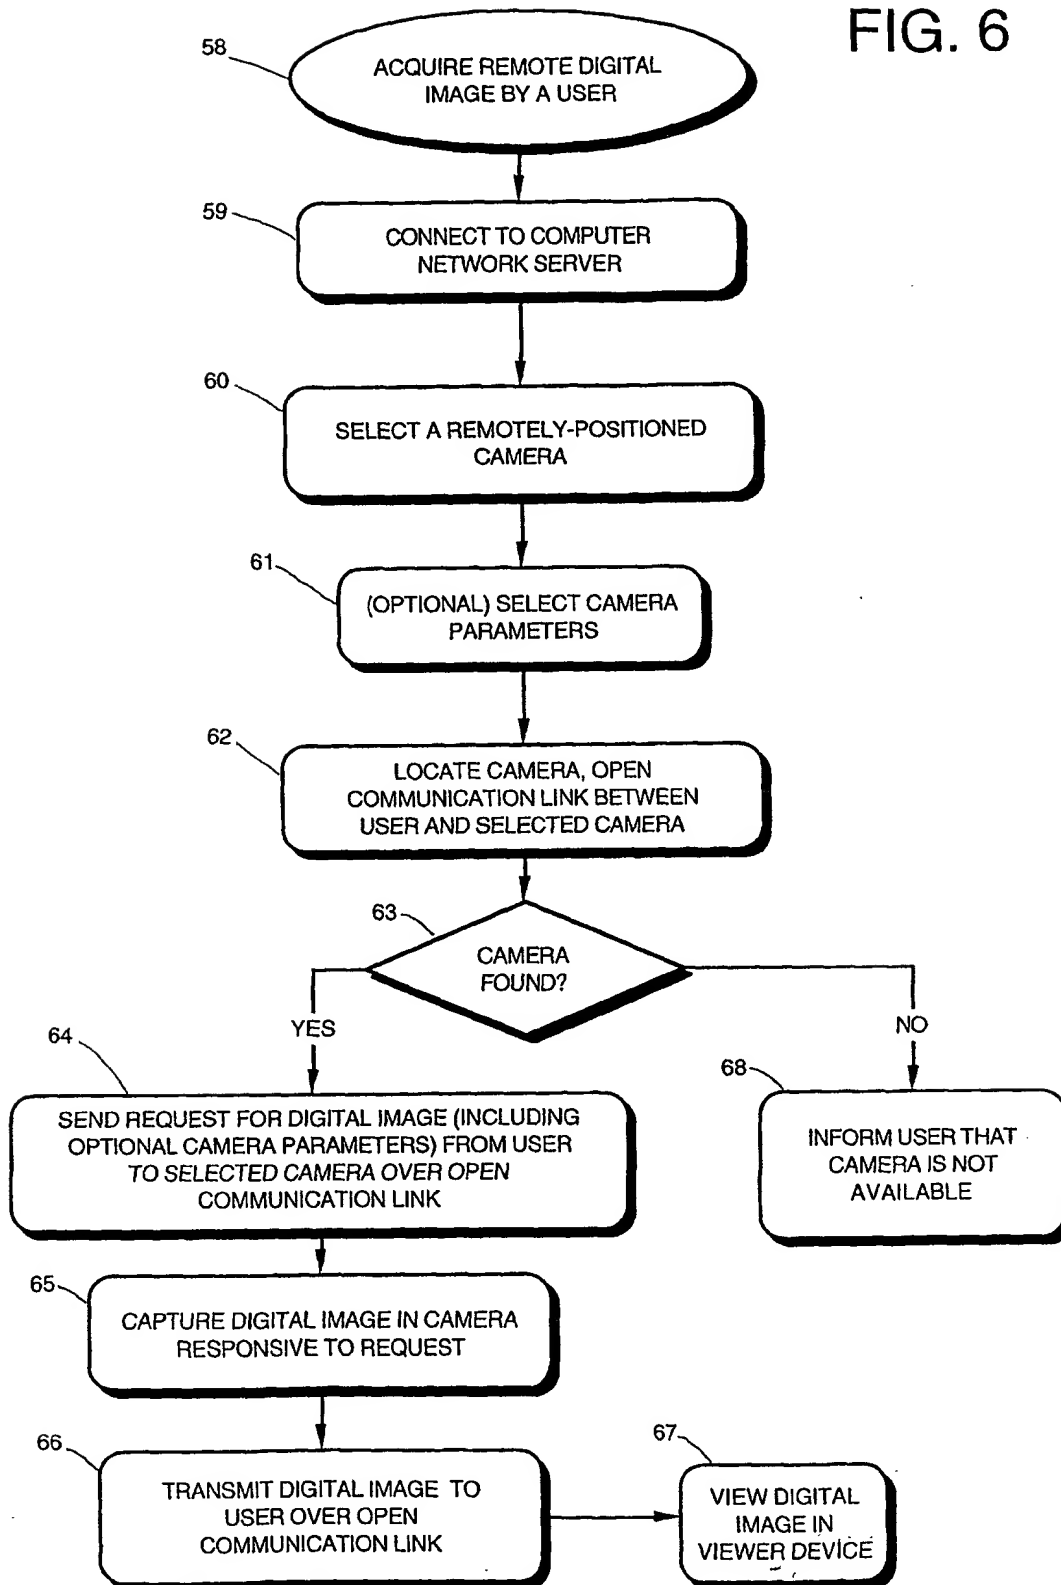 FIG. 6
58
ACQUIRE REMOTE DIGITAL
IMAGE BY A USER
59
CONNECT TO COMPUTER
NETWORK SERVER
60
SELECT A REMOTELY-POSITIONED
CAMERA
61
(OPTIONAL) SELECT CAMERA
PARAMETERS
62
LOCATE CAMERA, OPEN
COMMUNICATION LINK BETWEEN
USER AND SELECTED CAMERA
63
CAMERA
FOUND?
YES
NO
64
SEND REQUEST FOR DIGITAL IMAGE (INCLUDING
OPTIONAL CAMERA PARAMETERS) FROM USER
TO SELECTED CAMERA OVER OPEN
COMMUNICATION LINK
68
INFORM USER THAT
CAMERA IS NOT
AVAILABLE
65
CAPTURE DIGITAL IMAGE IN CAMERA
RESPONSIVE TO REQUEST
66
TRANSMIT DIGITAL IMAGE TO
USER OVER OPEN
COMMUNICATION LINK
67
VIEW DIGITAL
IMAGE IN
VIEWER DEVICE